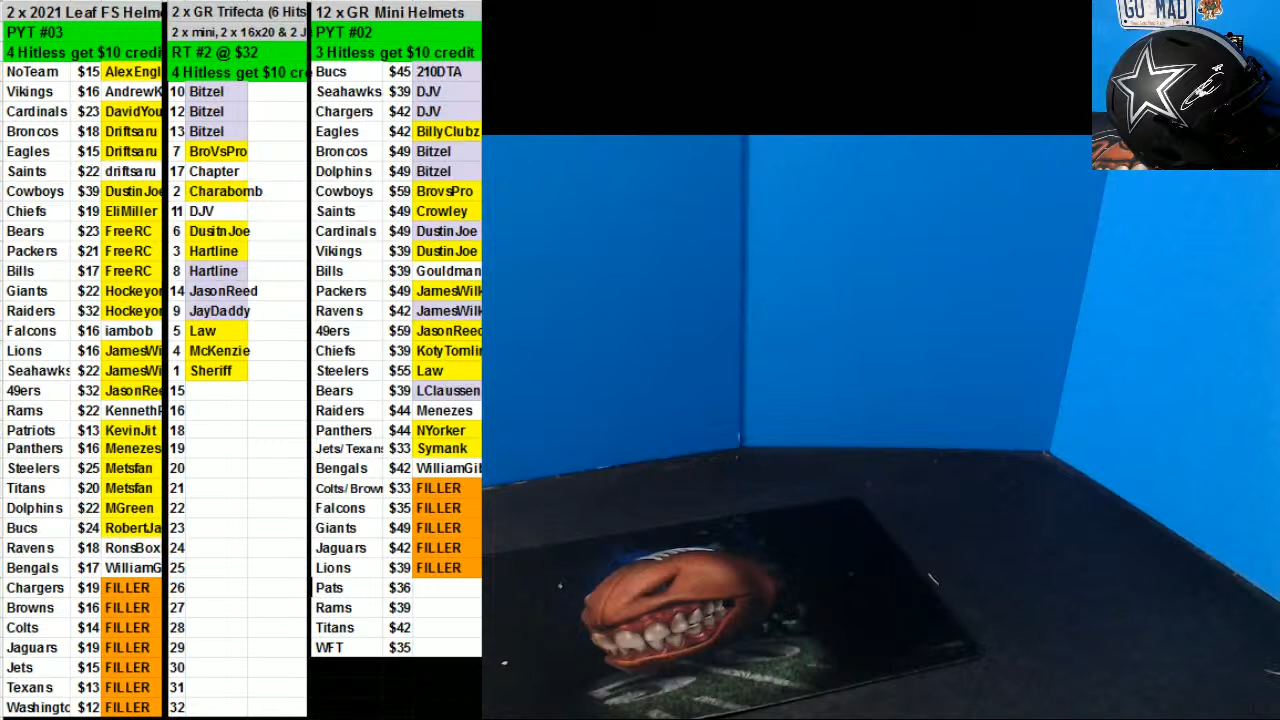 2 x 2021 Leaf FS Helme
PYT #03
4 Hitless get $10 credi
NoTeam $15 AlexEngl
Vikings $16 AndrewK
Cardinals $23 DavidYou
Broncos $18 Driftsaru
Eagles $15 Driftsaru
Saints $22 driftsaru
Cowboys $39 DustinJoe
Chiefs $19 EliMiller
Bears $23 FreeRC
Packers $21 FreeRC
Bills $17 FreeRC
Giants $22 Hockeyor
Raiders $32 Hockeyor
Falcons $16 iambob
Lions $16 JamesWi
Seahawks $22 JamesWi
49ers $32 JasonRee
Rams $22 KennethF
Patriots $13 KevinJit
Panthers $16 Menezes
Steelers $25 Metsfan
Titans $20 Metsfan
Dolphins $22 MGreen
Bucs $24 RobertJa
Ravens $18 RonsBox
Bengals $17 WilliamG
Chargers $19 FILLER
Browns $16 FILLER
Colts $14 FILLER
Jaguars $19 FILLER
Jets $15 FILLER
Texans $13 FILLER
Washingto $12 FILLER
2 x GR Trifecta (6 Hits
2 x mini, 2 x 16x20 & 2 J
RT #2 @ $32
4 Hitless get $10 cre
10 Bitzel
12 Bitzel
13 Bitzel
7 BroVsPro
17 Chapter
2 Charabomb
11 DJV
6 DusitnJoe
3 Hartline
8 Hartline
14 JasonReed
9 JayDaddy
5 Law
4 McKenzie
1 Sheriff
15
16
18
19
20
21
22
23
24
25
26
27
28
29
30
31
32
12 x GR Mini Helmets
PYT #02
3 Hitless get $10 credit
Bucs $45 210DTA
Seahawks $39 DJV
Chargers $42 DJV
Eagles $42 BillyClubz
Broncos $49 Bitzel
Dolphins $49 Bitzel
Cowboys $59 BrovsPro
Saints $49 Crowley
Cardinals $49 DustinJoe
Vikings $39 DustinJoe
Bills $39 Gouldman
Packers $49 JamesWilk
Ravens $42 JamesWilk
49ers $59 JasonReed
Chiefs $39 KotyTomlin
Steelers $55 Law
Bears $39 LClaussen
Raiders $44 Menezes
Panthers $44 NYorker
Jets/Texans $33 Symank
Bengals $42 WilliamGib
Colts/Brown $33 FILLER
Falcons $35 FILLER
Giants $49 FILLER
Jaguars $42 FILLER
Lions $39 FILLER
Pats $36
Rams $39
Titans $42
WFT $35
GO MAD